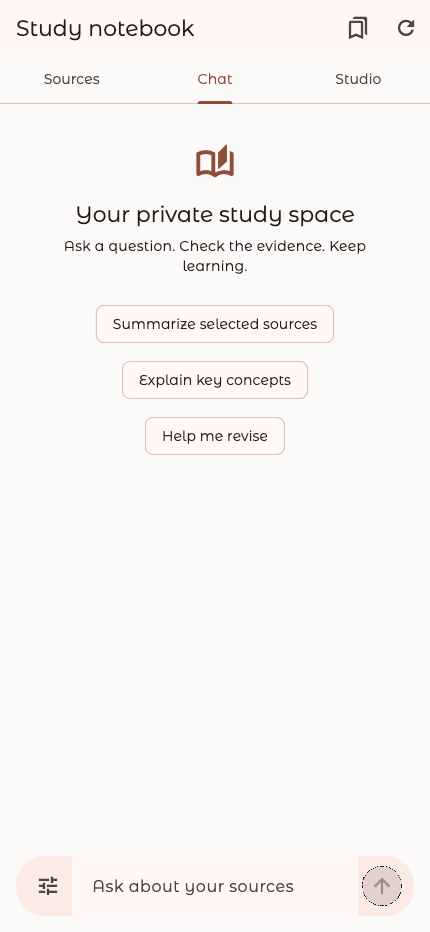 Study notebook
Sources
Chat
Studio
Your private study space
Ask a question. Check the evidence. Keep
learning.
Summarize selected sources
Explain key concepts
Help me revise
Ask about your sources